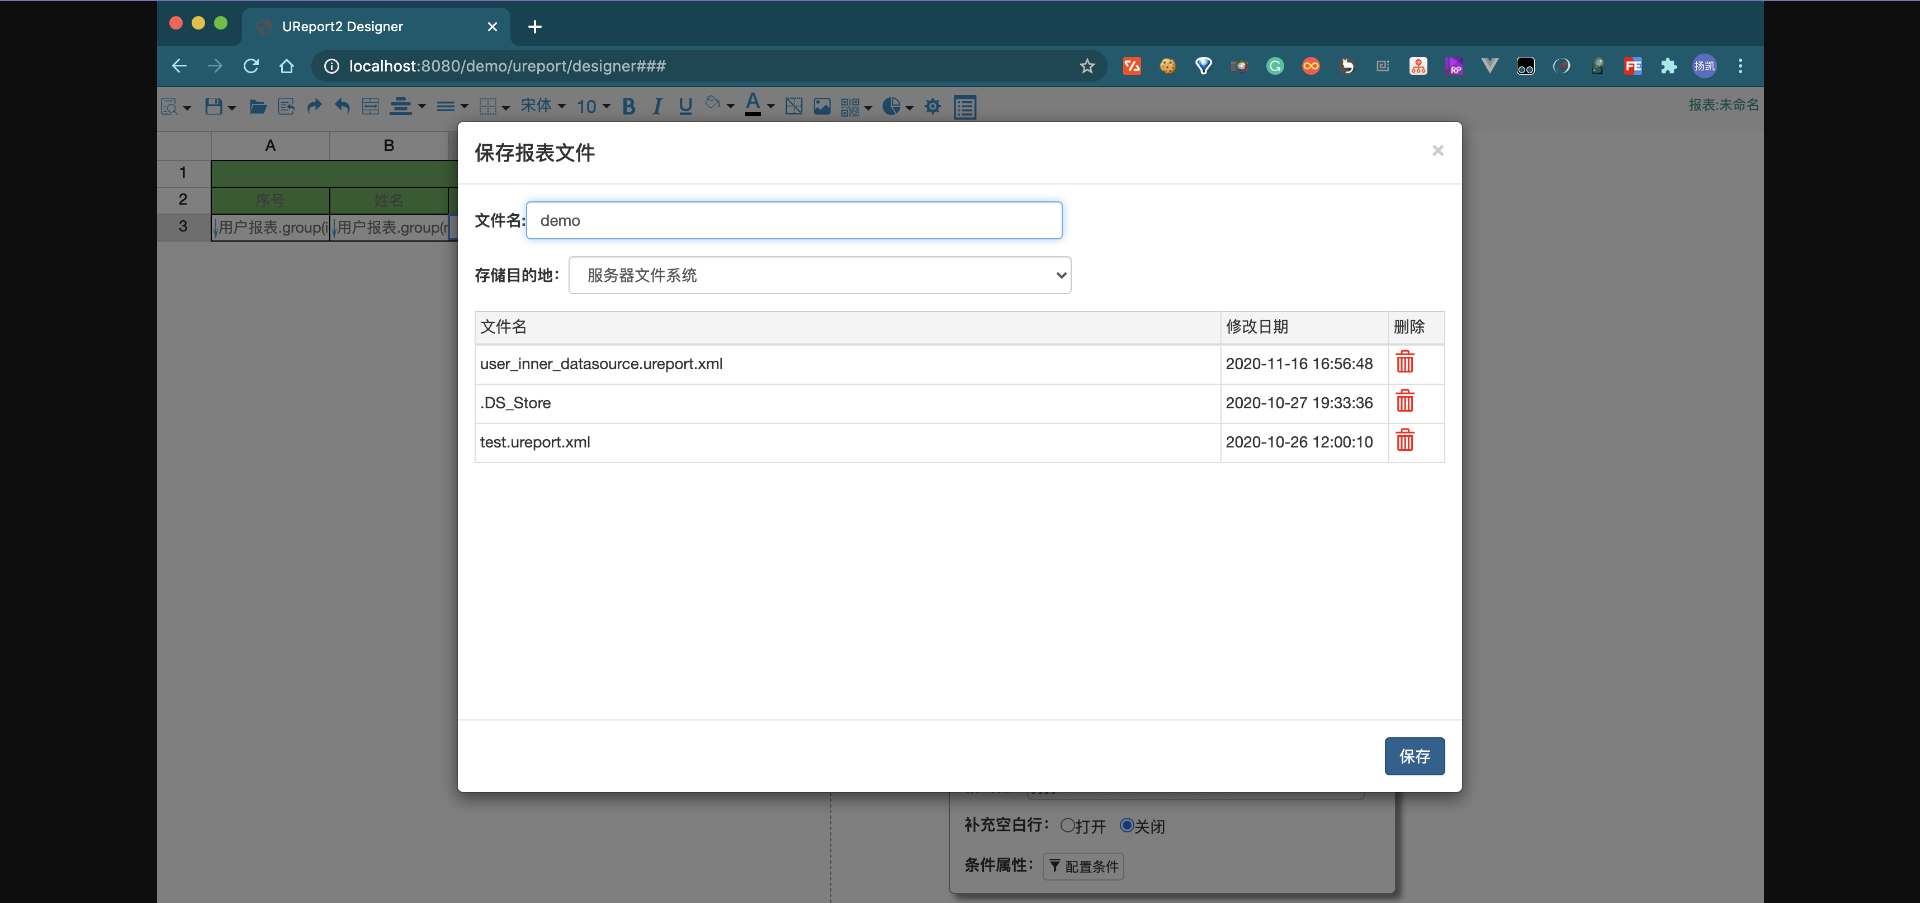 UReport2 Designer
localhost:8080/demo/ureport/designer###
扬凯
宋体 10 B I U A
报表:未命名
A B
1
2 序号 姓名
3 用户报表.group(i 用户报表.group(r
保存报表文件
×
文件名: demo
存储目的地: 服务器文件系统
文件名 修改日期 删除
user_inner_datasource.ureport.xml 2020-11-16 16:56:48
.DS_Store 2020-10-27 19:33:36
test.ureport.xml 2020-10-26 12:00:10
保存
补充空白行: 打开 关闭
条件属性: 配置条件